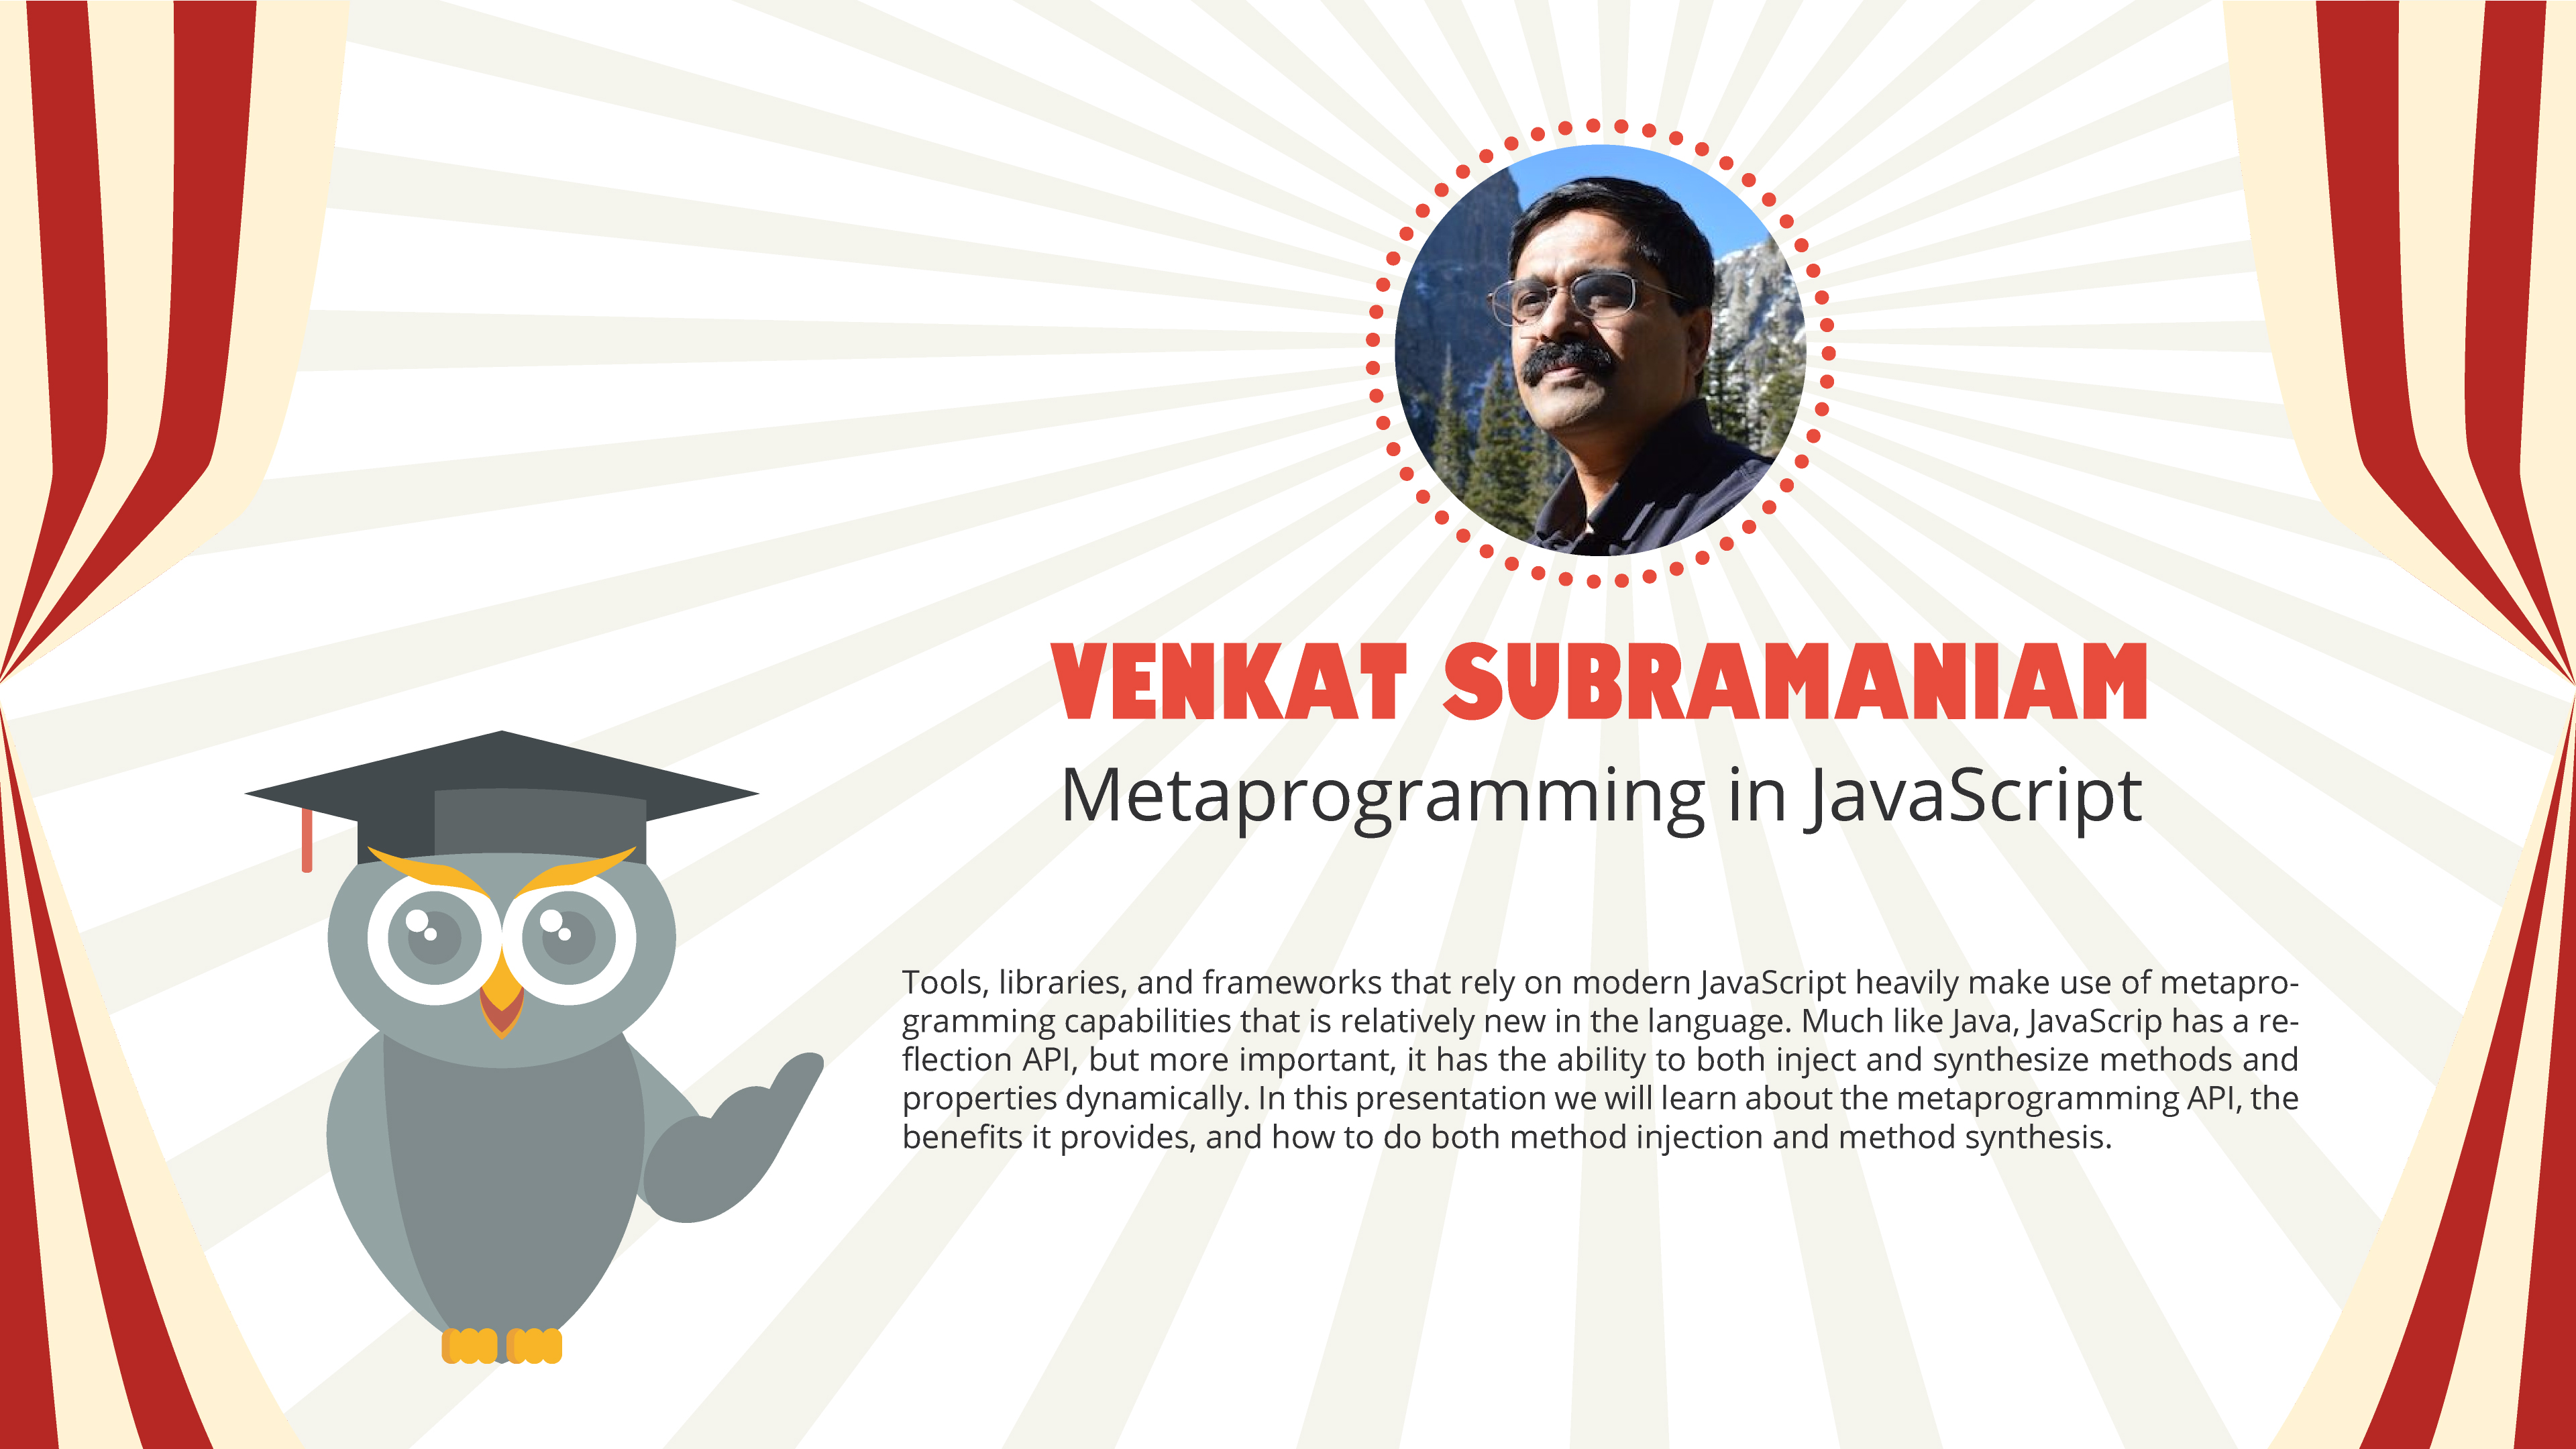 VENKAT SUBRAMANIAM
Metaprogramming in JavaScript
Tools, libraries, and frameworks that rely on modern JavaScript heavily make use of metapro-
gramming capabilities that is relatively new in the language. Much like Java, JavaScrip has a re-
flection API, but more important, it has the ability to both inject and synthesize methods and
properties dynamically. In this presentation we will learn about the metaprogramming API, the
benefits it provides, and how to do both method injection and method synthesis.